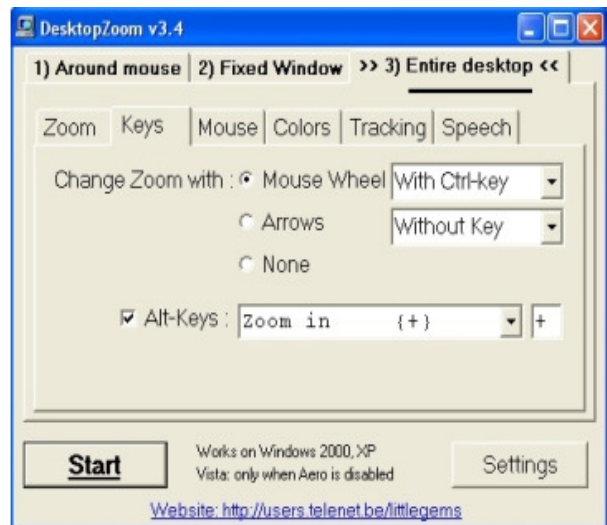 DesktopZoom v3.4
1) Around mouse 2) Fixed Window >> 3) Entire desktop <<
Zoom Keys Mouse Colors Tracking Speech
Change Zoom with : Mouse Wheel With Ctrl-key
Arrows Without Key
None
Alt-Keys : Zoom in {+} +
Start Works on Windows 2000, XP Settings
Vista: only when Aero is disabled
Website: http://users.telenet.be/littlegems